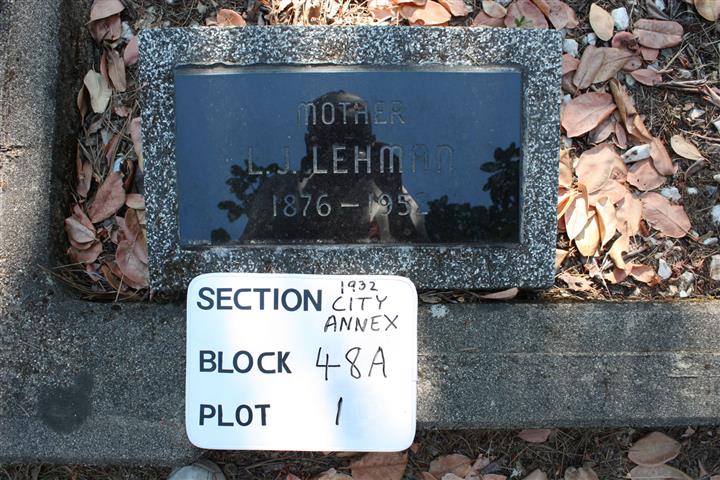 MOTHER
L.J. LEHMAN
1876 – 1952
SECTION 1932 CITY ANNEX
BLOCK 48A
PLOT 1